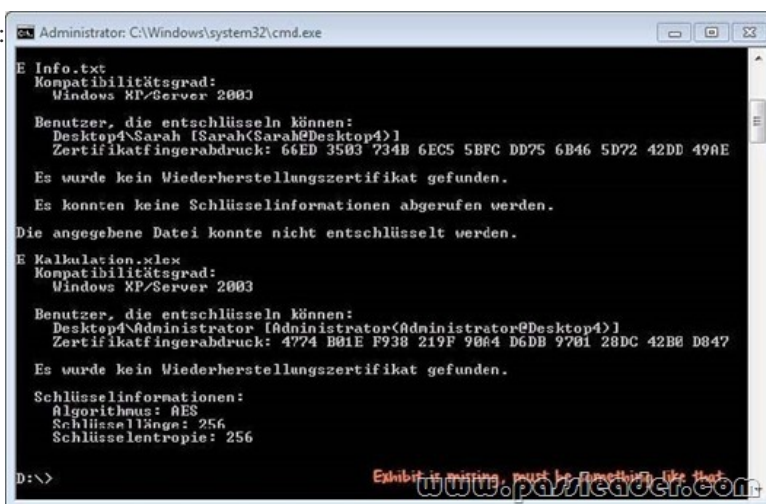 :
Administrator: C:\Windows\system32\cmd.exe
E Info.txt
Kompatibilitätsgrad:
Windows XP/Server 2003
Benutzer, die entschlüsseln können:
Desktop4\Sarah [Sarah(Sarah@Desktop4)]
Zertifikatfingerabdruck: 66ED 3503 734B 6EC5 5BFC DD75 6B46 5D72 42DD 49AE
Es wurde kein Wiederherstellungszertifikat gefunden.
Es konnten keine Schlüsselinformationen abgerufen werden.
Die angegebene Datei konnte nicht entschlüsselt werden.
E Kalkulation.xlsx
Kompatibilitätsgrad:
Windows XP/Server 2003
Benutzer, die entschlüsseln können:
Desktop4\Administrator [Administrator(Administrator@Desktop4)]
Zertifikatfingerabdruck: 4774 B01E F938 219F 90A4 D6DB 9701 28DC 42B0 D847
Es wurde kein Wiederherstellungszertifikat gefunden.
Schlüsselinformationen:
Algorithmus: AES
Schlüssellänge: 256
Schlüsselentropie: 256
D:\> Exhibit is missing, must be something like that
www.passleader.com